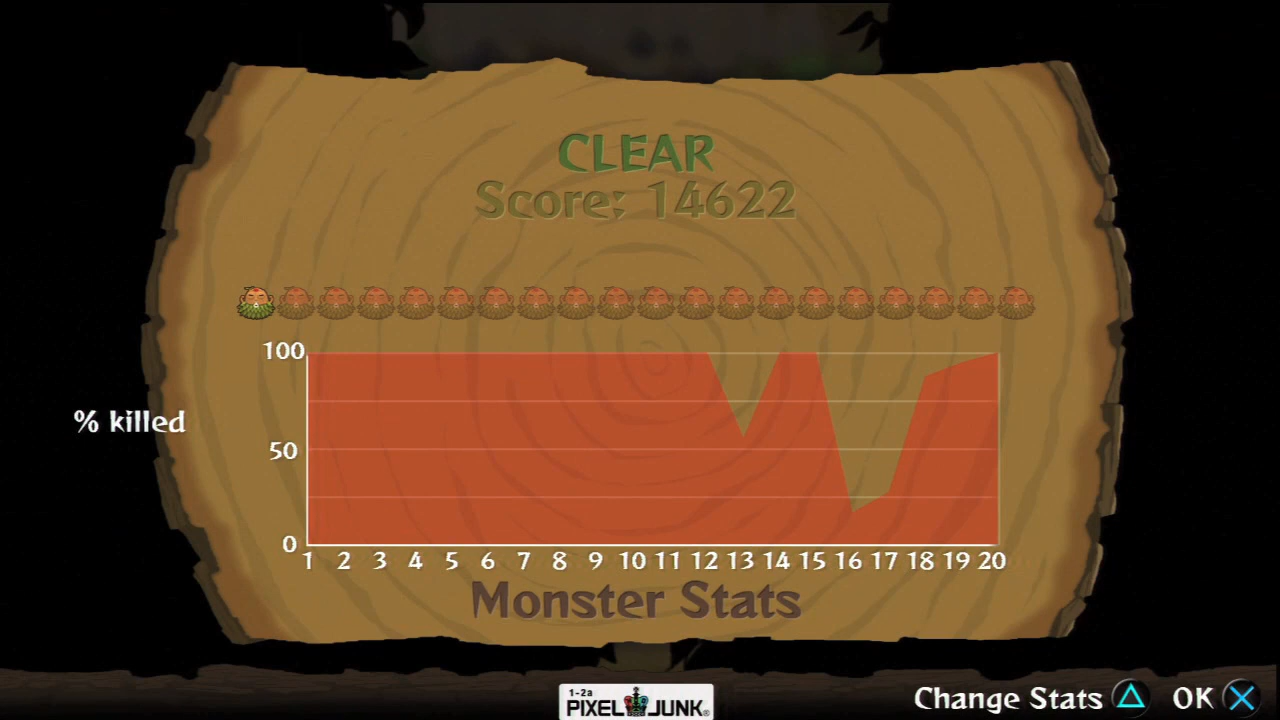 CLEAR
Score: 14622
100
% killed
50
0
1 2 3 4 5 6 7 8 9 10 11 12 13 14 15 16 17 18 19 20
Monster Stats
1-2a
PIXEL JUNK®
Change Stats OK